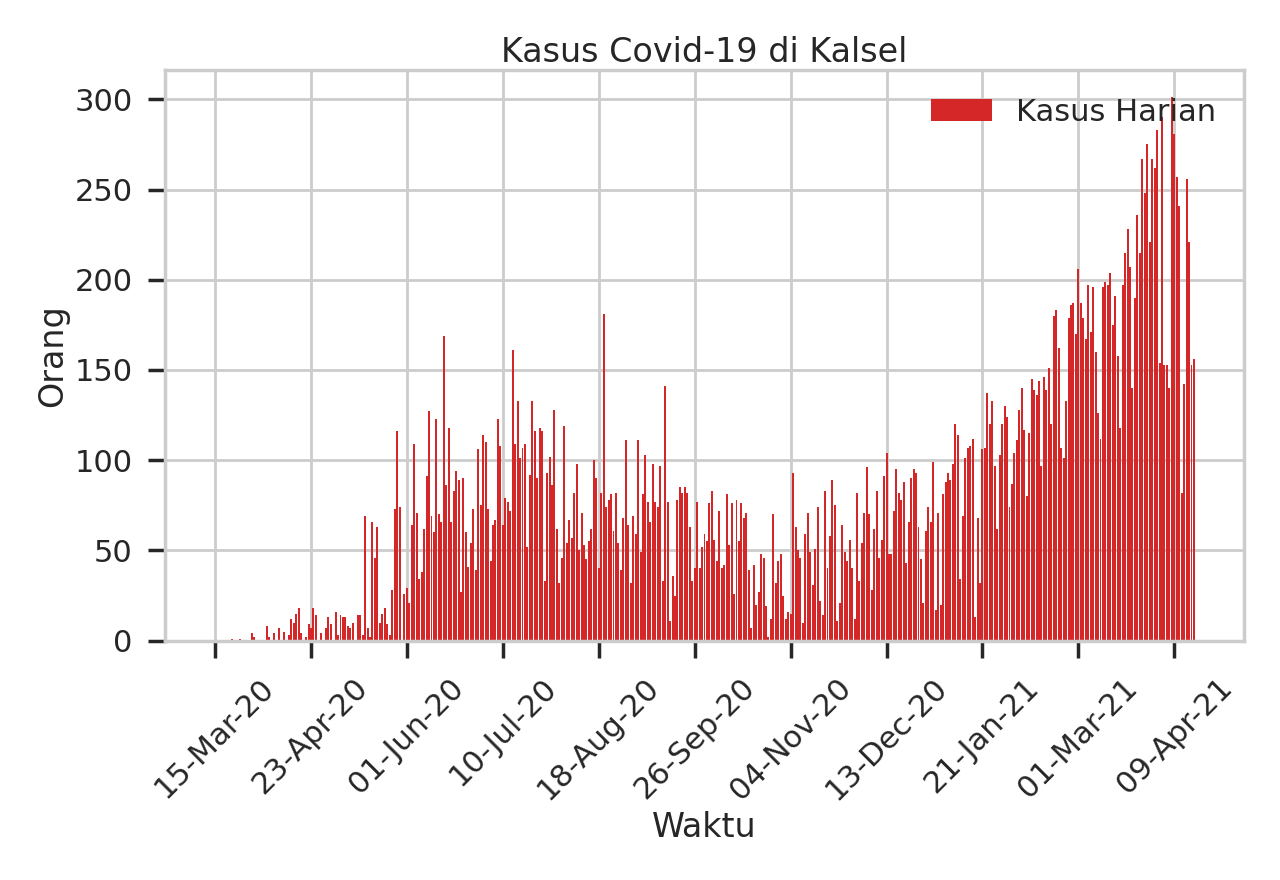 Kasus Covid-19 di Kalsel
Kasus Harian
300
250
200
150
100
50
0
Orang
15-Mar-20
23-Apr-20
01-Jun-20
10-Jul-20
18-Aug-20
26-Sep-20
04-Nov-20
13-Dec-20
21-Jan-21
01-Mar-21
09-Apr-21
Waktu